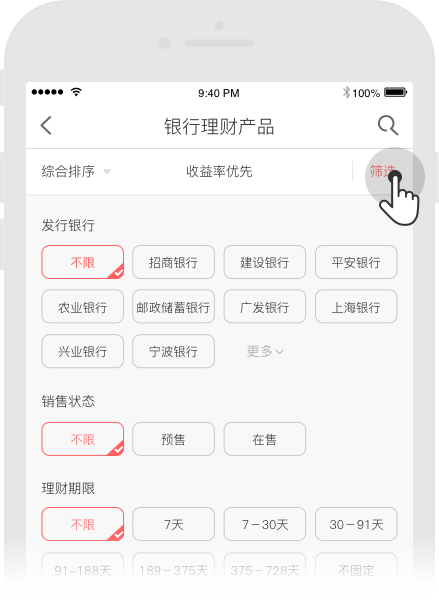 9:40 PM 100%
银行理财产品
综合排序 收益率优先 筛选
发行银行
不限 招商银行 建设银行 平安银行
农业银行 邮政储蓄银行 广发银行 上海银行
兴业银行 宁波银行 更多
销售状态
不限 预售 在售
理财期限
不限 7天 7－30天 30－91天
91-188天 189－375天 375－728天 不固定